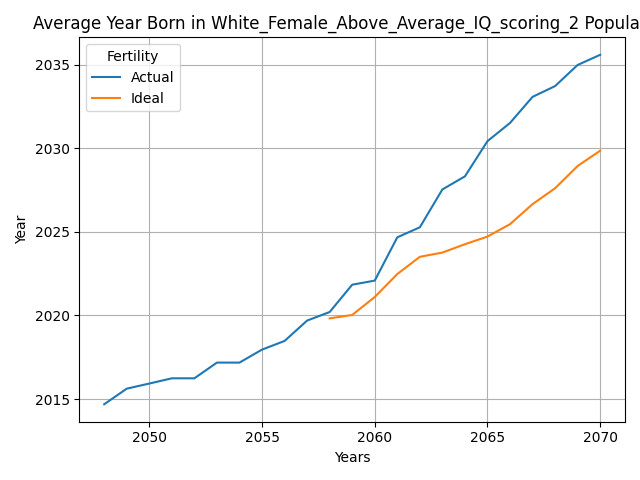 Average Year Born in White_Female_Above_Average_IQ_scoring_2 Popula
Fertility
Actual
Ideal
2035
2030
2025
2020
2015
Year
2050 2055 2060 2065 2070
Years